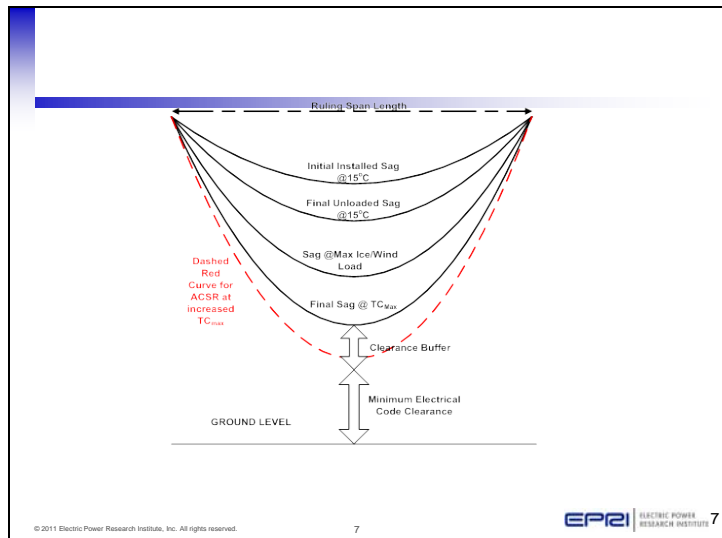 Ruling Span Length
Initial Installed Sag
@15°C
Final Unloaded Sag
@15°C
Sag @Max Ice/Wind
Load
Dashed
Red
Curve for
ACSR at
increased
TCmax
Final Sag @ TCMax
Clearance Buffer
Minimum Electrical
Code Clearance
GROUND LEVEL
© 2011 Electric Power Research Institute, Inc. All rights reserved.
7
EPRI
ELECTRIC POWER
RESEARCH INSTITUTE
7